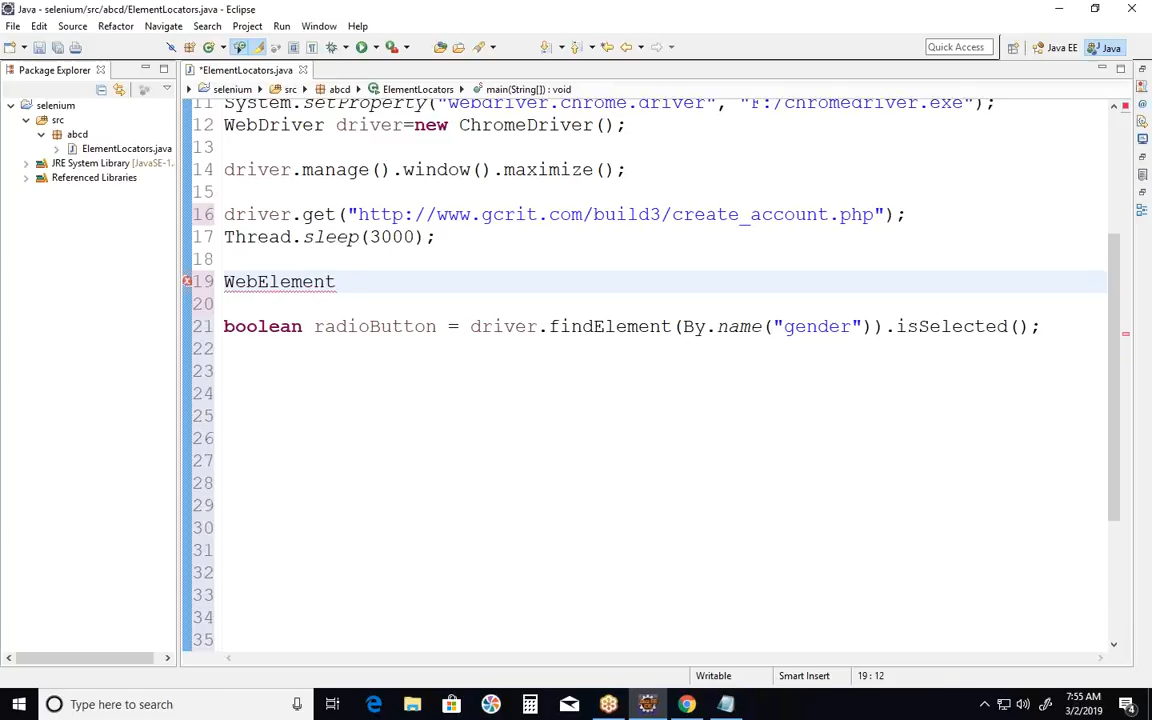 Java - selenium/src/abcd/ElementLocators.java - Eclipse
File Edit Source Refactor Navigate Search Project Run Window Help
Quick Access Java EE Java
Package Explorer
*ElementLocators.java
selenium src abcd ElementLocators main(String[]) : void
selenium
src
abcd
ElementLocators.java
JRE System Library [JavaSE-1.
Referenced Libraries
11 System.setProperty("webdriver.chrome.driver", "F:/chromedriver.exe");
12 WebDriver driver=new ChromeDriver();
13
14 driver.manage().window().maximize();
15
16 driver.get("http://www.gcrit.com/build3/create_account.php");
17 Thread.sleep(3000);
18
19 WebElement
20
21 boolean radioButton = driver.findElement(By.name("gender")).isSelected();
22
23
24
25
26
27
28
29
30
31
32
33
34
35
Writable Smart Insert 19 : 12
Type here to search
7:55 AM
3/2/2019
4